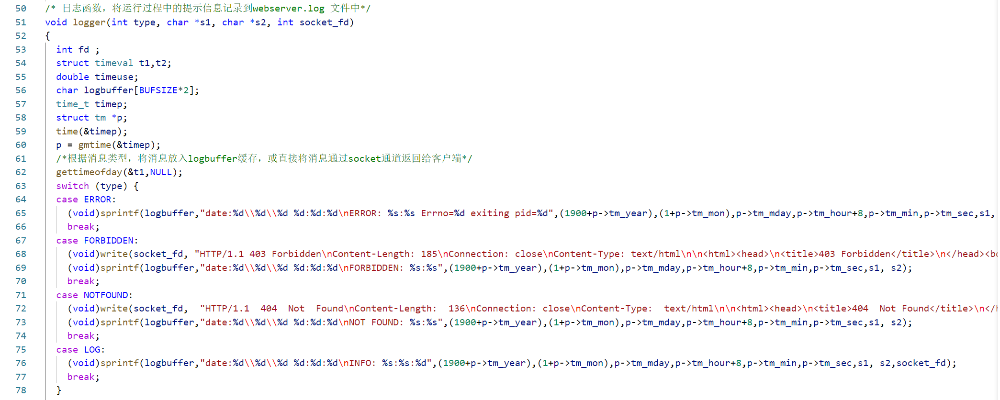 50 /* 日志函数，将运行过程中的提示信息记录到webserver.log 文件中*/
51 void logger(int type, char *s1, char *s2, int socket_fd)
52 {
53 int fd ;
54 struct timeval t1,t2;
55 double timeuse;
56 char logbuffer[BUFSIZE*2];
57 time_t timep;
58 struct tm *p;
59 time(&timep);
60 p = gmtime(&timep);
61 /*根据消息类型，将消息放入logbuffer缓存，或直接将消息通过socket通道返回给客户端*/
62 gettimeofday(&t1,NULL);
63 switch (type) {
64 case ERROR:
65 (void)sprintf(logbuffer,"date:%d\\%d\\%d %d:%d:%d\nERROR: %s:%s Errno=%d exiting pid=%d",(1900+p->tm_year),(1+p->tm_mon),p->tm_mday,p->tm_hour+8,p->tm_min,p->tm_sec,s1,
66 break;
67 case FORBIDDEN:
68 (void)write(socket_fd, "HTTP/1.1 403 Forbidden\nContent-Length: 185\nConnection: close\nContent-Type: text/html\n\n<html><head>\n<title>403 Forbidden</title>\n</head><bo
69 (void)sprintf(logbuffer,"date:%d\\%d\\%d %d:%d:%d\nFORBIDDEN: %s:%s",(1900+p->tm_year),(1+p->tm_mon),p->tm_mday,p->tm_hour+8,p->tm_min,p->tm_sec,s1, s2);
70 break;
71 case NOTFOUND:
72 (void)write(socket_fd,  "HTTP/1.1  404  Not  Found\nContent-Length:  136\nConnection: close\nContent-Type:  text/html\n\n<html><head>\n<title>404  Not Found</title>\n</h
73 (void)sprintf(logbuffer,"date:%d\\%d\\%d %d:%d:%d\nNOT FOUND: %s:%s",(1900+p->tm_year),(1+p->tm_mon),p->tm_mday,p->tm_hour+8,p->tm_min,p->tm_sec,s1, s2);
74 break;
75 case LOG:
76 (void)sprintf(logbuffer,"date:%d\\%d\\%d %d:%d:%d\nINFO: %s:%s:%d",(1900+p->tm_year),(1+p->tm_mon),p->tm_mday,p->tm_hour+8,p->tm_min,p->tm_sec,s1, s2,socket_fd);
77 break;
78 }